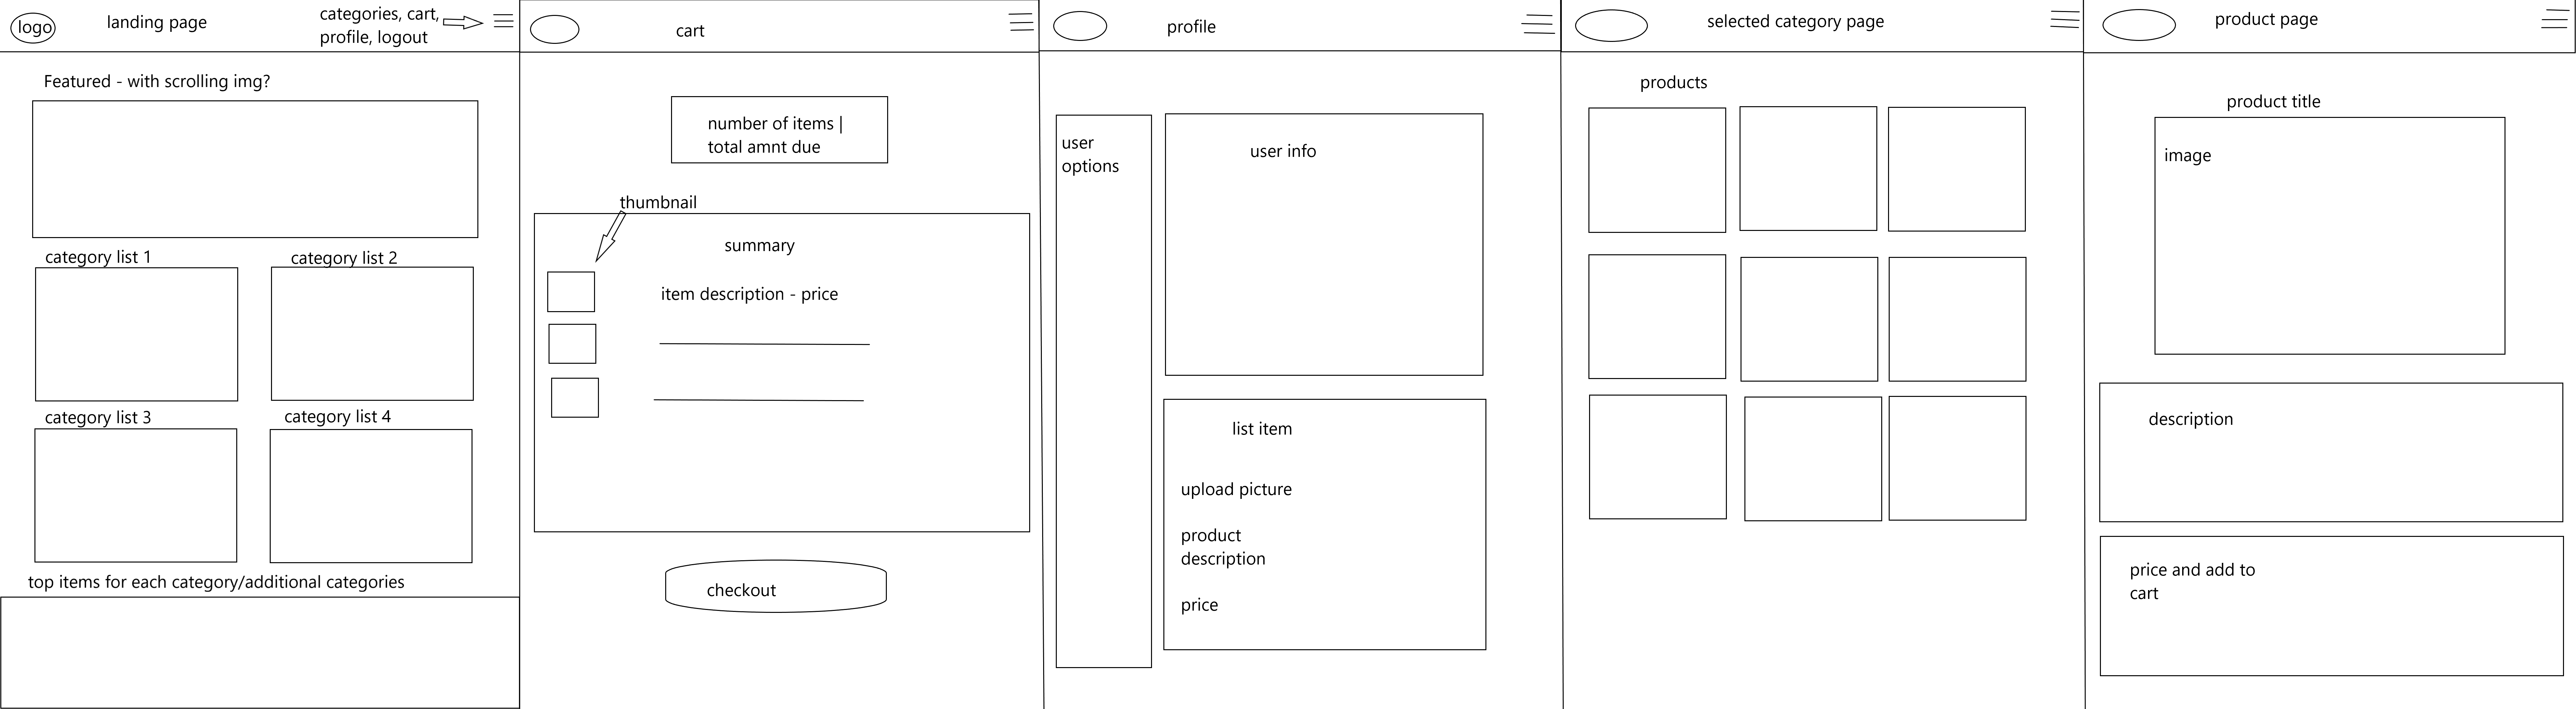 logo
landing page
categories, cart,
profile, logout
Featured - with scrolling img?
category list 1
category list 2
category list 3
category list 4
top items for each category/additional categories
cart
number of items |
total amnt due
thumbnail
summary
item description - price
checkout
profile
user
options
user info
list item
upload picture
product
description
price
selected category page
products
product page
product title
image
description
price and add to
cart